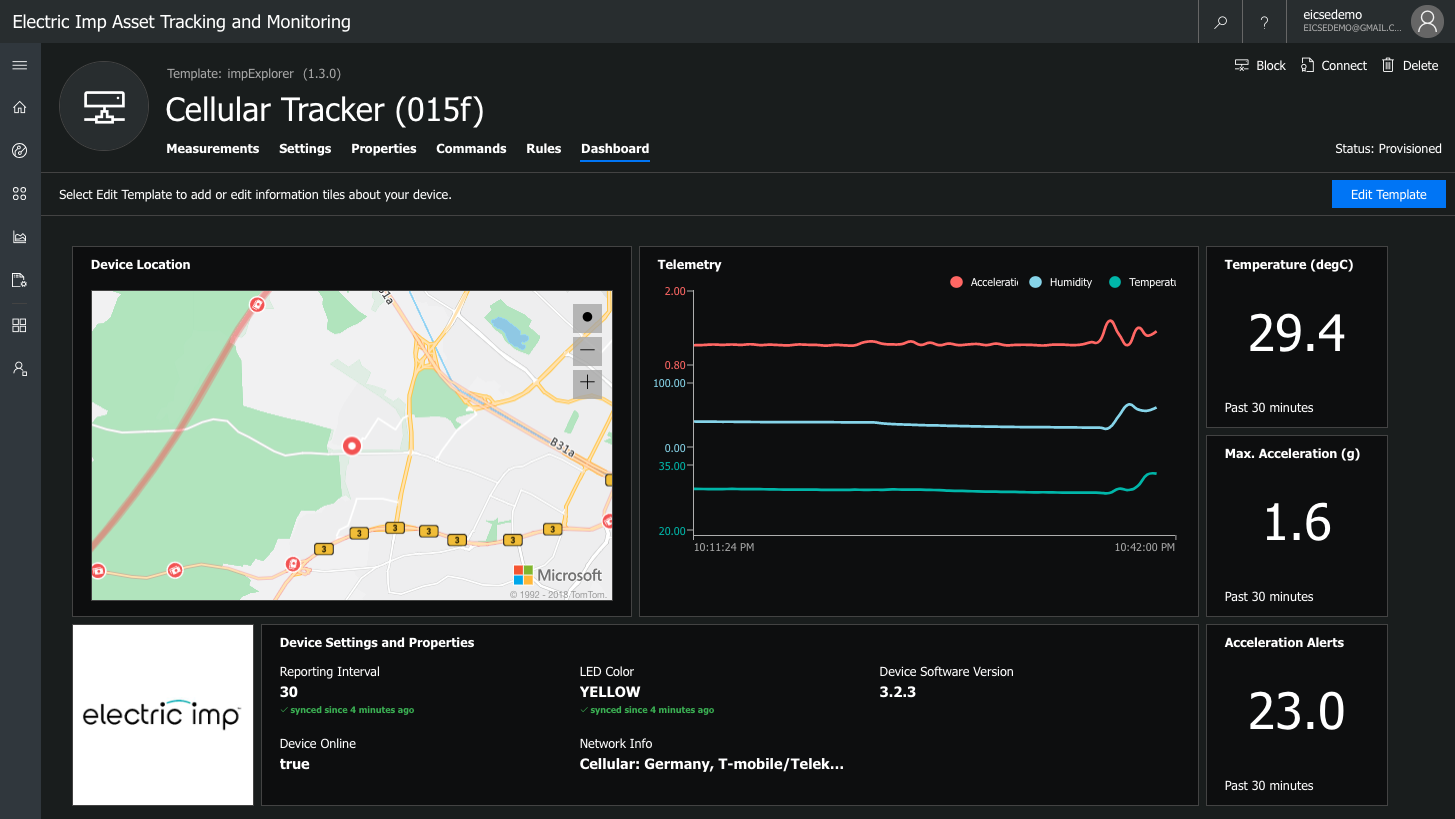 Electric Imp Asset Tracking and Monitoring
?
eicsedemo
EICSEDEMO@GMAIL.C...
Template: impExplorer (1.3.0)
Block
Connect
Delete
Cellular Tracker (015f)
Measurements
Settings
Properties
Commands
Rules
Dashboard
Status: Provisioned
Select Edit Template to add or edit information tiles about your device.
Edit Template
Device Location
B31a
B31a
3
3
3
3
3
3
3
Microsoft
© 1992 - 2018 TomTom.
Telemetry
Acceleratio
Humidity
Temperatu
2.00
0.80
100.00
0.00
35.00
20.00
10:11:24 PM
10:42:00 PM
Temperature (degC)
29.4
Past 30 minutes
Max. Acceleration (g)
1.6
Past 30 minutes
electric imp
Device Settings and Properties
Reporting Interval
30
synced since 4 minutes ago
LED Color
YELLOW
synced since 4 minutes ago
Device Software Version
3.2.3
Device Online
true
Network Info
Cellular: Germany, T-mobile/Telek...
Acceleration Alerts
23.0
Past 30 minutes